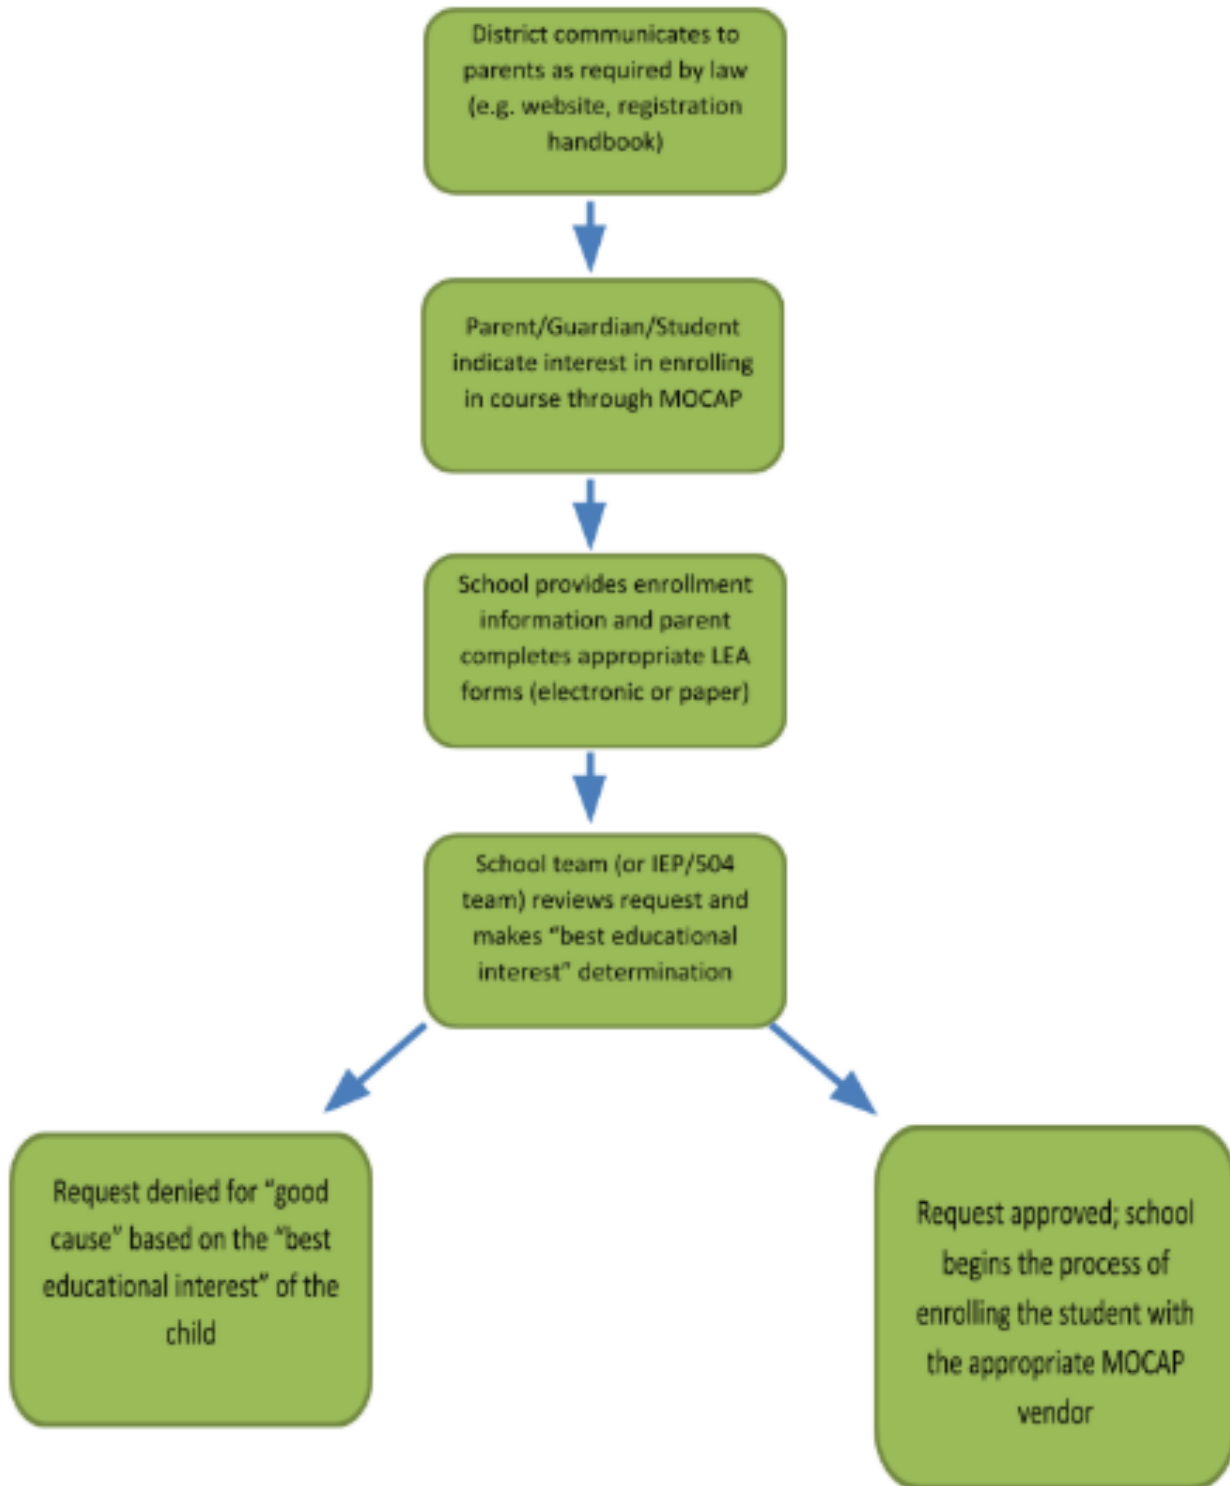 District communicates to
parents as required by law
(e.g. website, registration
handbook)
Parent/Guardian/Student
indicate interest in enrolling
in course through MOCAP
School provides enrollment
information and parent
completes appropriate LEA
forms (electronic or paper)
School team (or IEP/504
team) reviews request and
makes “best educational
interest” determination
Request denied for “good
cause” based on the “best
educational interest” of the
child
Request approved; school
begins the process of
enrolling the student with
the appropriate MOCAP
vendor